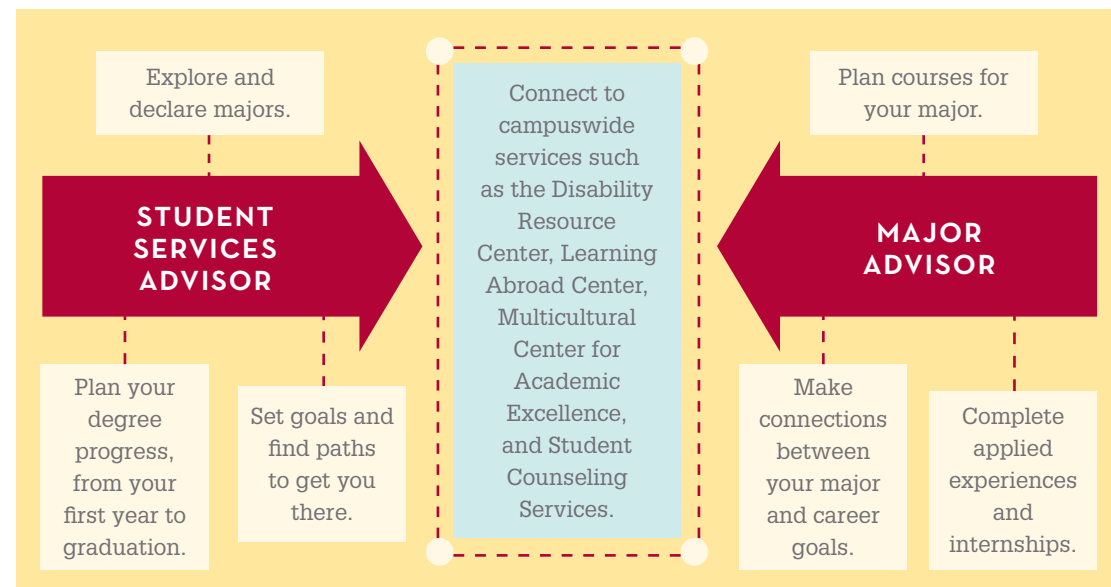 Explore and
declare majors.
STUDENT
SERVICES
ADVISOR
Plan your
degree
progress,
from your
first year to
graduation.
Set goals and
find paths
to get you
there.
Connect to
campuswide
services such
as the Disability
Resource
Center, Learning
Abroad Center,
Multicultural
Center for
Academic
Excellence,
and Student
Counseling
Services.
Plan courses for
your major.
MAJOR
ADVISOR
Make
connections
between
your major
and career
goals.
Complete
applied
experiences
and
internships.